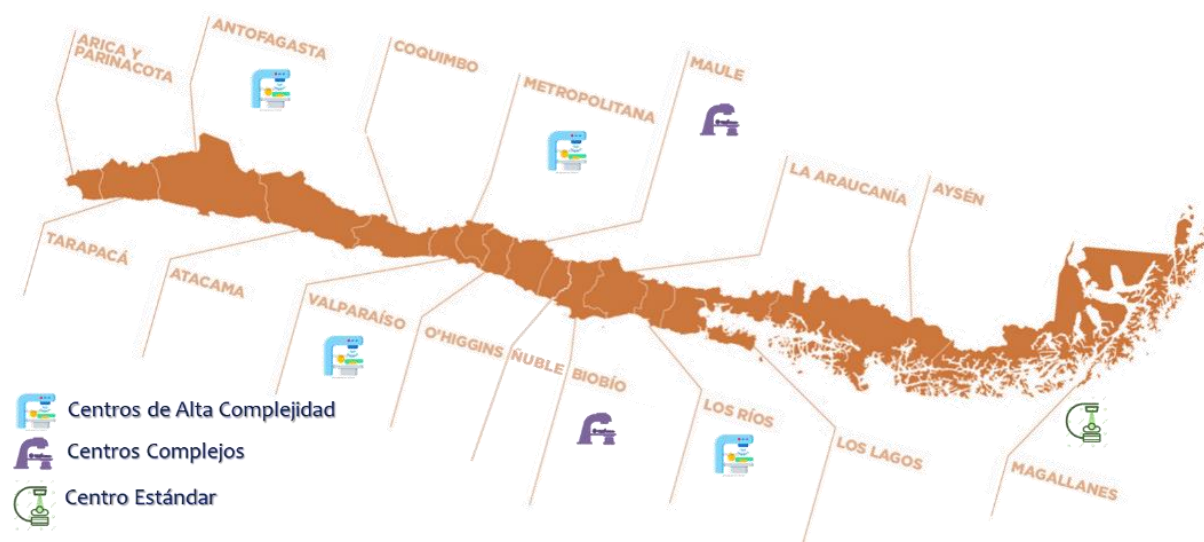 ARICA Y
PARINACOTA
ANTOFAGASTA
COQUIMBO
METROPOLITANA
MAULE
LA ARAUCANÍA
AYSÉN
TARAPACÁ
ATACAMA
VALPARAÍSO
O'HIGGINS
ÑUBLE
BIOBÍO
LOS RÍOS
LOS LAGOS
MAGALLANES
Centros de Alta Complejidad
Centros Complejos
Centro Estándar